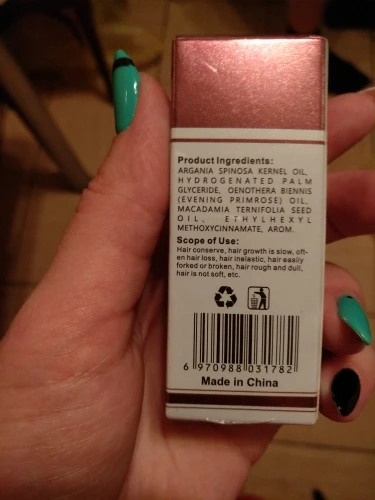 Product Ingredients:
ARGANIA SPINOSA KERNEL OIL,
HYDROGENATED PALM
GLYCERIDE, OENOTHERA BIENNIS
(EVENING PRIMROSE) OIL,
MACADAMIA TERNIFOLIA SEED
OIL, ETHYLHEXYL
METHOXYCINNAMATE, AROM.
Scope of Use:
Hair conserve, hair growth is slow, oft-
en hair loss, hair inelastic, hair easily
forked or broken, hair rough and dull,
hair is not soft, etc.
6 970988 031782
Made in China